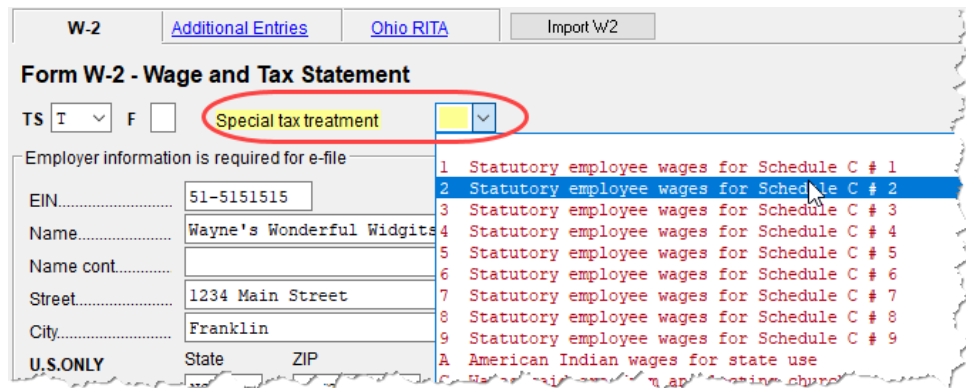 W-2 Additional Entries Ohio RITA Import W2
Form W-2 - Wage and Tax Statement
TS T F Special tax treatment
Employer information is required for e-file
EIN....................... 51-5151515
Name..................... Wayne's Wonderful Widgits
Name cont............
Street..................... 1234 Main Street
City......................... Franklin
U.S.ONLY State ZIP
1 Statutory employee wages for Schedule C # 1
2 Statutory employee wages for Schedule C # 2
3 Statutory employee wages for Schedule C # 3
4 Statutory employee wages for Schedule C # 4
5 Statutory employee wages for Schedule C # 5
6 Statutory employee wages for Schedule C # 6
7 Statutory employee wages for Schedule C # 7
8 Statutory employee wages for Schedule C # 8
9 Statutory employee wages for Schedule C # 9
A American Indian wages for state use